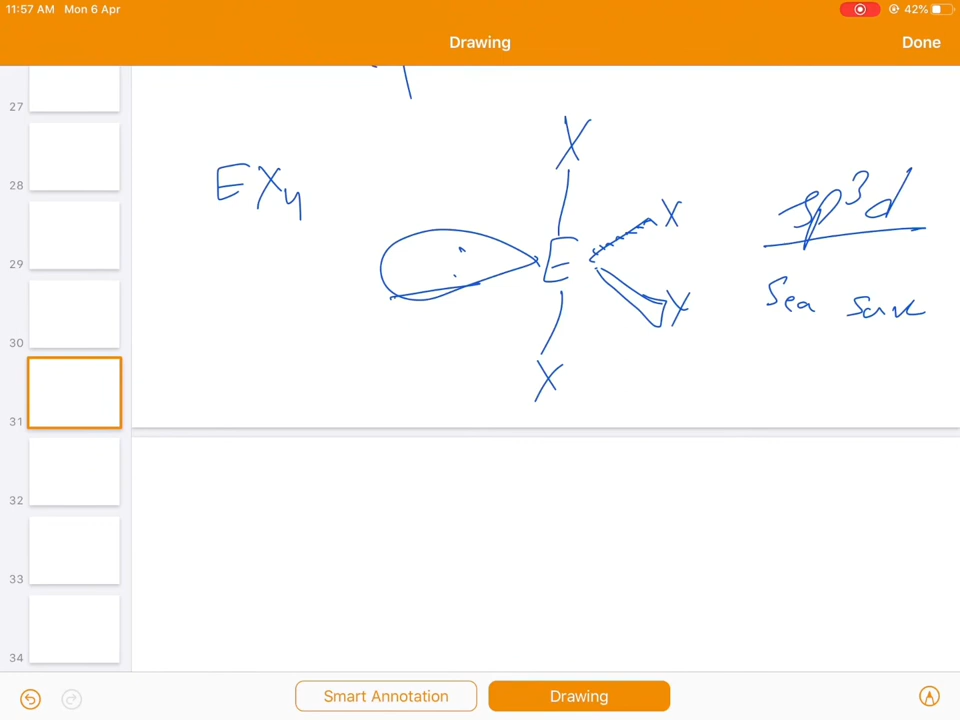 11:57 AM Mon 6 Apr
42%
Drawing
Done
27
28
29
30
31
32
33
34
EX4
X
X
E
X
X
sp³d
Sea
Smart Annotation
Drawing